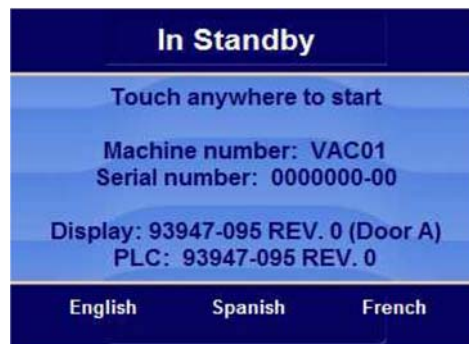 In Standby
Touch anywhere to start
Machine number: VAC01
Serial number: 0000000-00
Display: 93947-095 REV. 0 (Door A)
PLC: 93947-095 REV. 0
English Spanish French